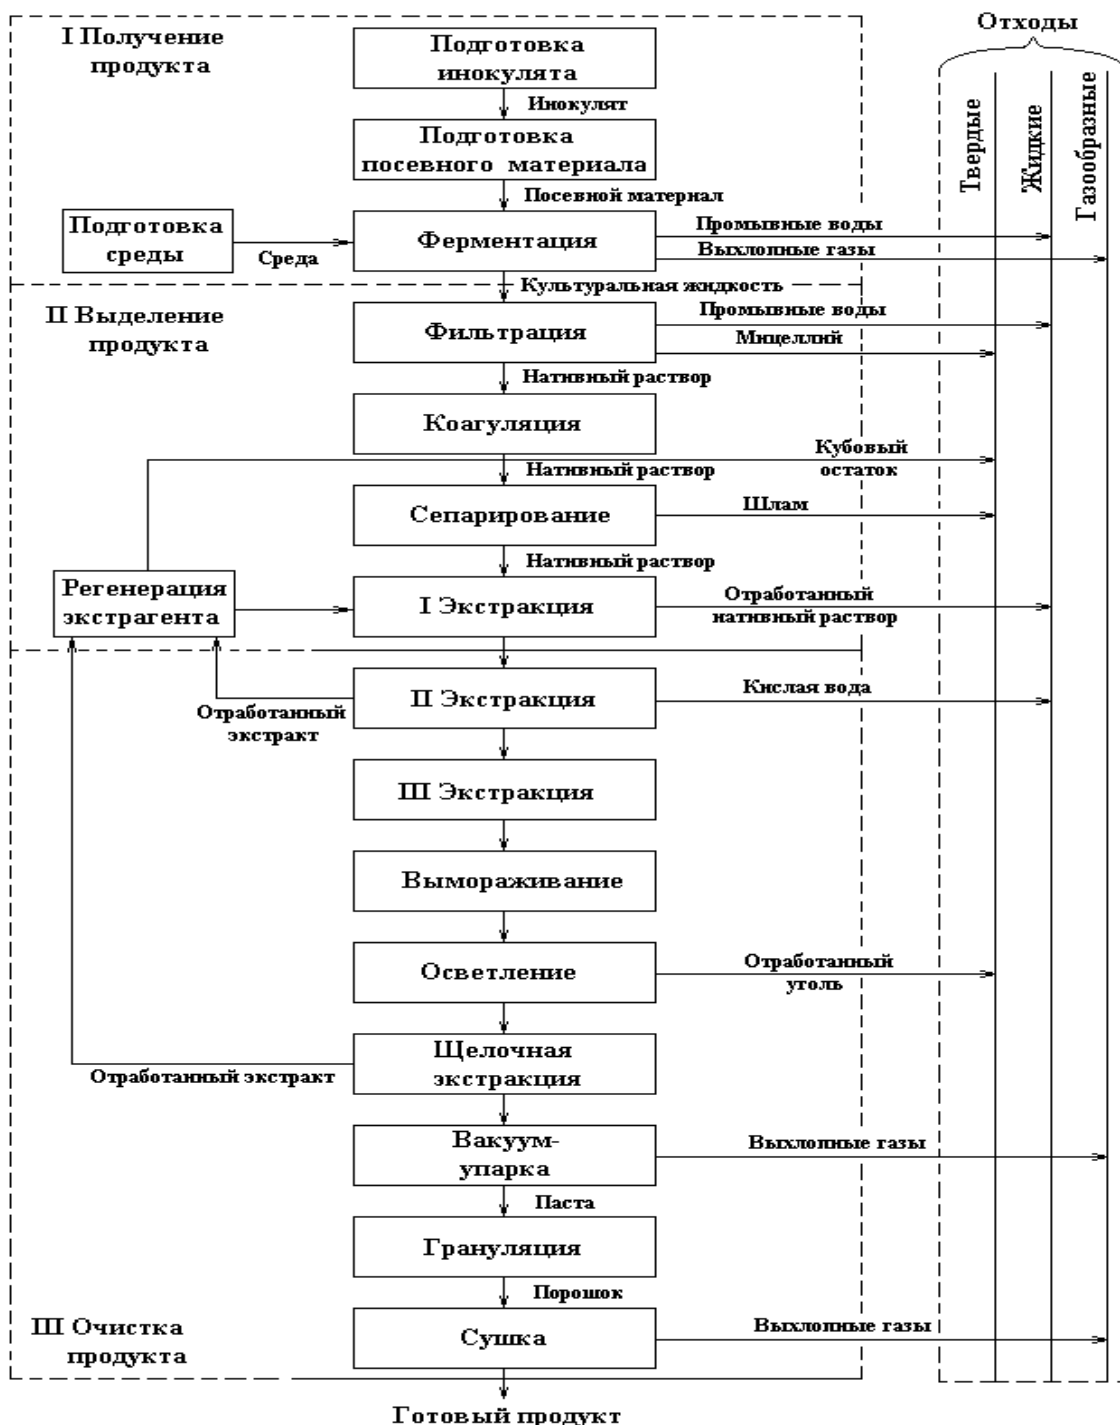 I Получение
продукта
Подготовка
инокулята
Отходы
Твердые
Жидкие
Газообразные
Инокулят
Подготовка
посевного материала
Посевной материал
Подготовка
среды
Среда
Ферментация
Промывные воды
Выхлопные газы
Культуральная жидкость
II Выделение
продукта
Фильтрация
Промывные воды
Мицеллий
Нативный раствор
Коагуляция
Нативный раствор
Кубовый
остаток
Сепарирование
Шлам
Нативный раствор
Регенерация
экстрагента
I Экстракция
Отработанный
нативный раствор
II Экстракция
Кислая вода
Отработанный
экстракт
III Экстракция
Вымораживание
Осветление
Отработанный
уголь
Щелочная
экстракция
Отработанный экстракт
Вакуум-
упарка
Выхлопные газы
Паста
Грануляция
Порошок
III Очистка
продукта
Сушка
Выхлопные газы
Готовый продукт